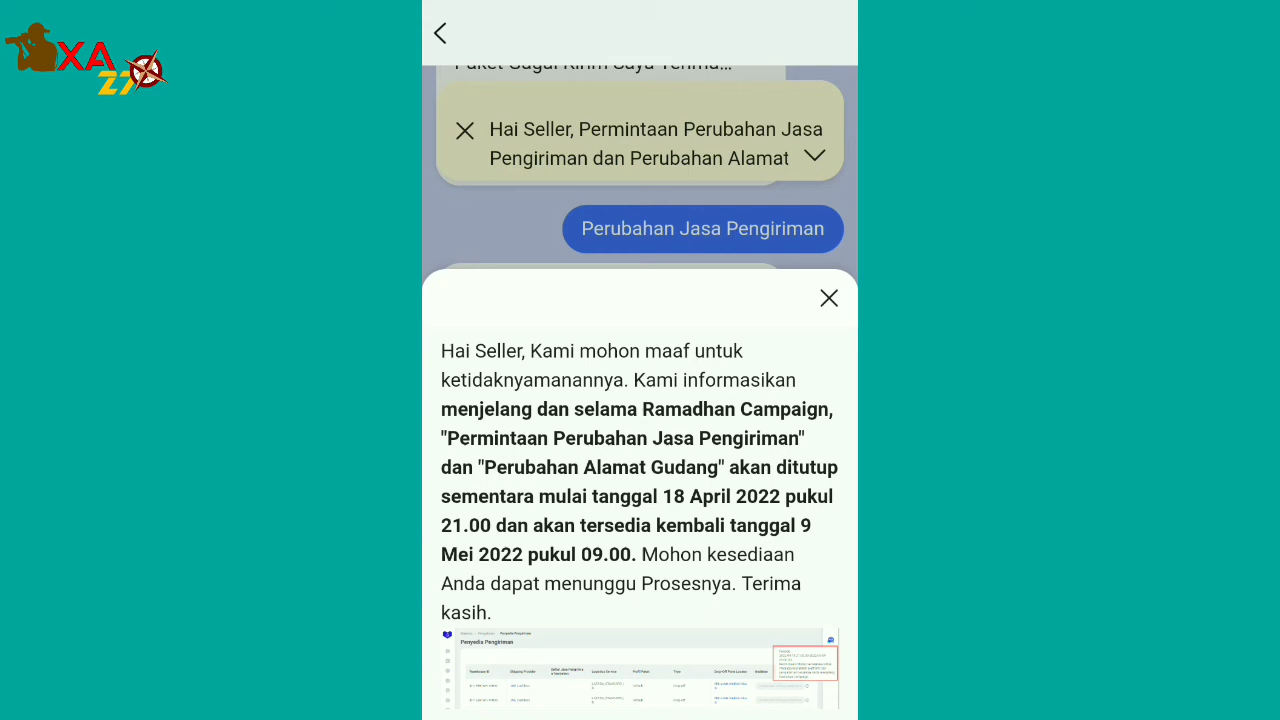 XA
27
Hai Seller, Permintaan Perubahan Jasa
Pengiriman dan Perubahan Alamat
Perubahan Jasa Pengiriman
Hai Seller, Kami mohon maaf untuk
ketidaknyamanannya. Kami informasikan
menjelang dan selama Ramadhan Campaign,
"Permintaan Perubahan Jasa Pengiriman"
dan "Perubahan Alamat Gudang" akan ditutup
sementara mulai tanggal 18 April 2022 pukul
21.00 dan akan tersedia kembali tanggal 9
Mei 2022 pukul 09.00. Mohon kesediaan
Anda dapat menunggu Prosesnya. Terima
kasih.
Penyedia Pengiriman